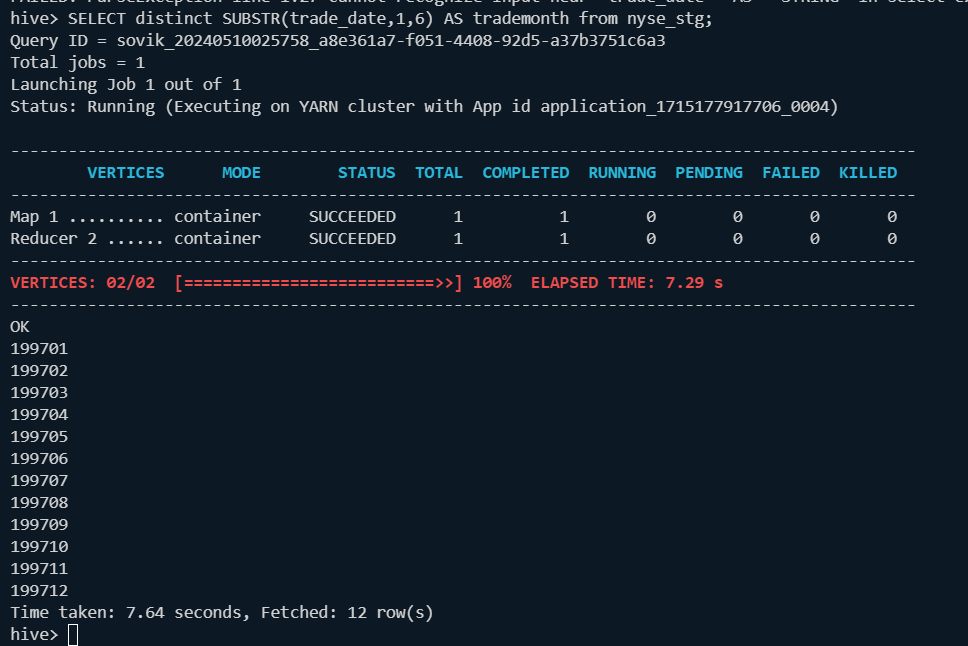 hive> SELECT distinct SUBSTR(trade_date,1,6) AS trademonth from nyse_stg;
Query ID = sovik_20240510025758_a8e361a7-f051-4408-92d5-a37b3751c6a3
Total jobs = 1
Launching Job 1 out of 1
Status: Running (Executing on YARN cluster with App id application_1715177917706_0004)
----------------------------------------------------------------------------------------------
        VERTICES      MODE        STATUS  TOTAL  COMPLETED  RUNNING  PENDING  FAILED  KILLED
----------------------------------------------------------------------------------------------
Map 1 .......... container     SUCCEEDED      1          1        0        0       0       0
Reducer 2 ...... container     SUCCEEDED      1          1        0        0       0       0
----------------------------------------------------------------------------------------------
VERTICES: 02/02  [==========================>>] 100%  ELAPSED TIME: 7.29 s
----------------------------------------------------------------------------------------------
OK
199701
199702
199703
199704
199705
199706
199707
199708
199709
199710
199711
199712
Time taken: 7.64 seconds, Fetched: 12 row(s)
hive>